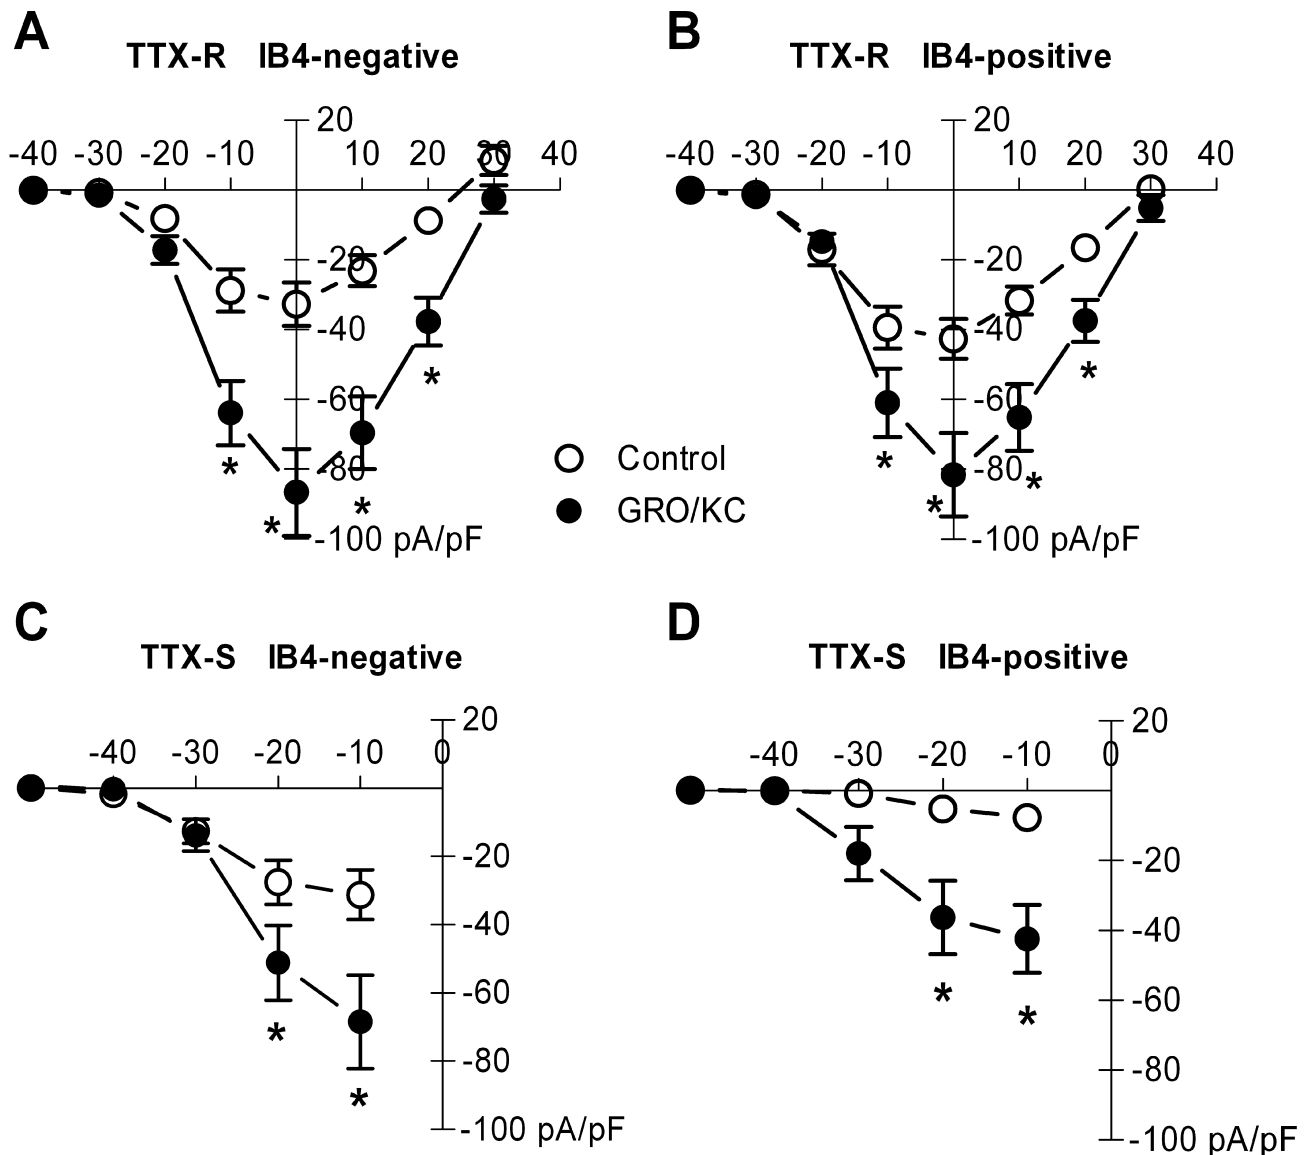 A
B
TTX-R IB4-negative
TTX-R IB4-positive
20
-40 -30 -20 -10 10 20 30 40
-20
-40
-60
-80
-100 pA/pF
*
*
*
*
20
-40 -30 -20 -10 10 20 30 40
-20
-40
-60
-80
-100 pA/pF
*
*
*
*
Control
GRO/KC
C
D
TTX-S IB4-negative
TTX-S IB4-positive
20
-40 -30 -20 -10 0
-20
-40
-60
-80
-100 pA/pF
*
*
20
-40 -30 -20 -10 0
-20
-40
-60
-80
-100 pA/pF
*
*